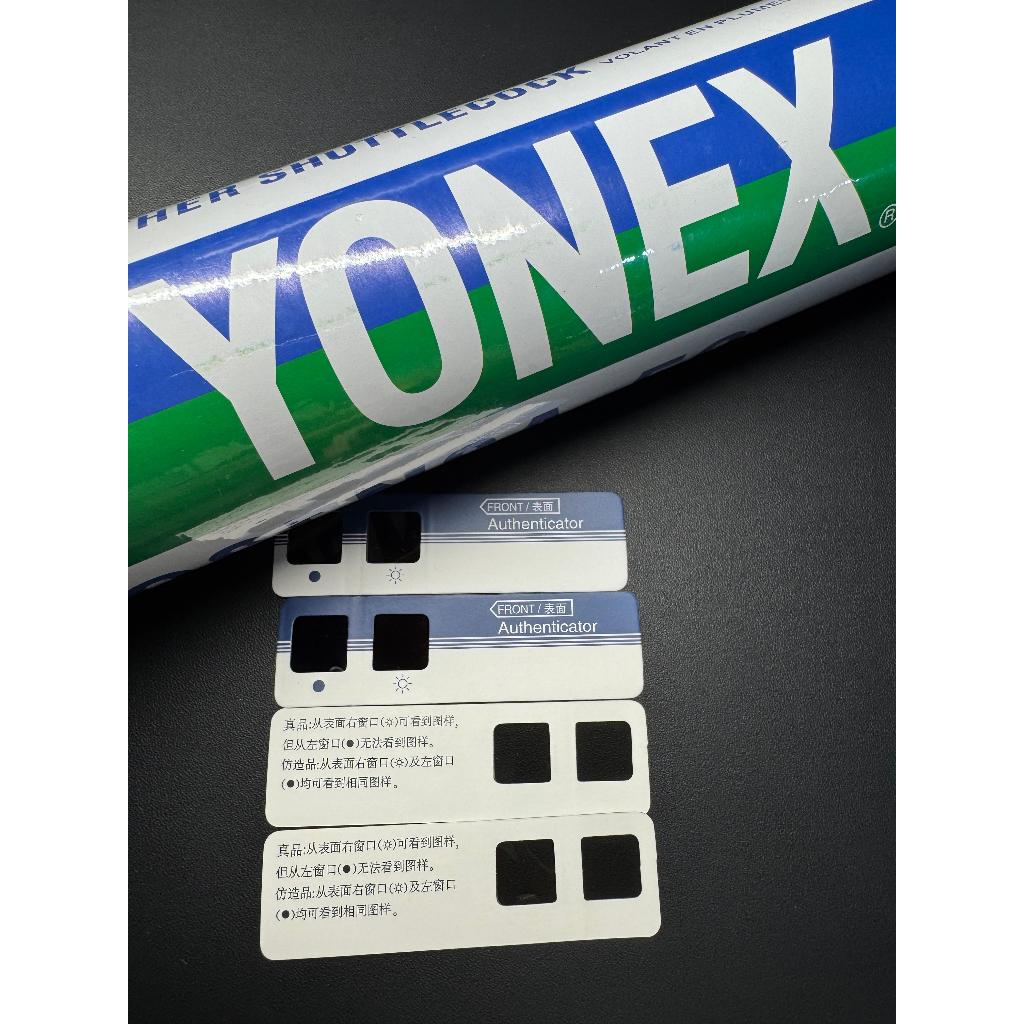 HER SHUTTLECOCK VOLANT EN PLUME
YONEX
®
FRONT / 表面
Authenticator
FRONT / 表面
Authenticator
真品:从表面右窗口(☼)可看到图样,
但从左窗口(●)无法看到图样。
仿造品:从表面右窗口(☼)及左窗口
(●)均可看到相同图样。
真品:从表面右窗口(☼)可看到图样,
但从左窗口(●)无法看到图样。
仿造品:从表面右窗口(☼)及左窗口
(●)均可看到相同图样。